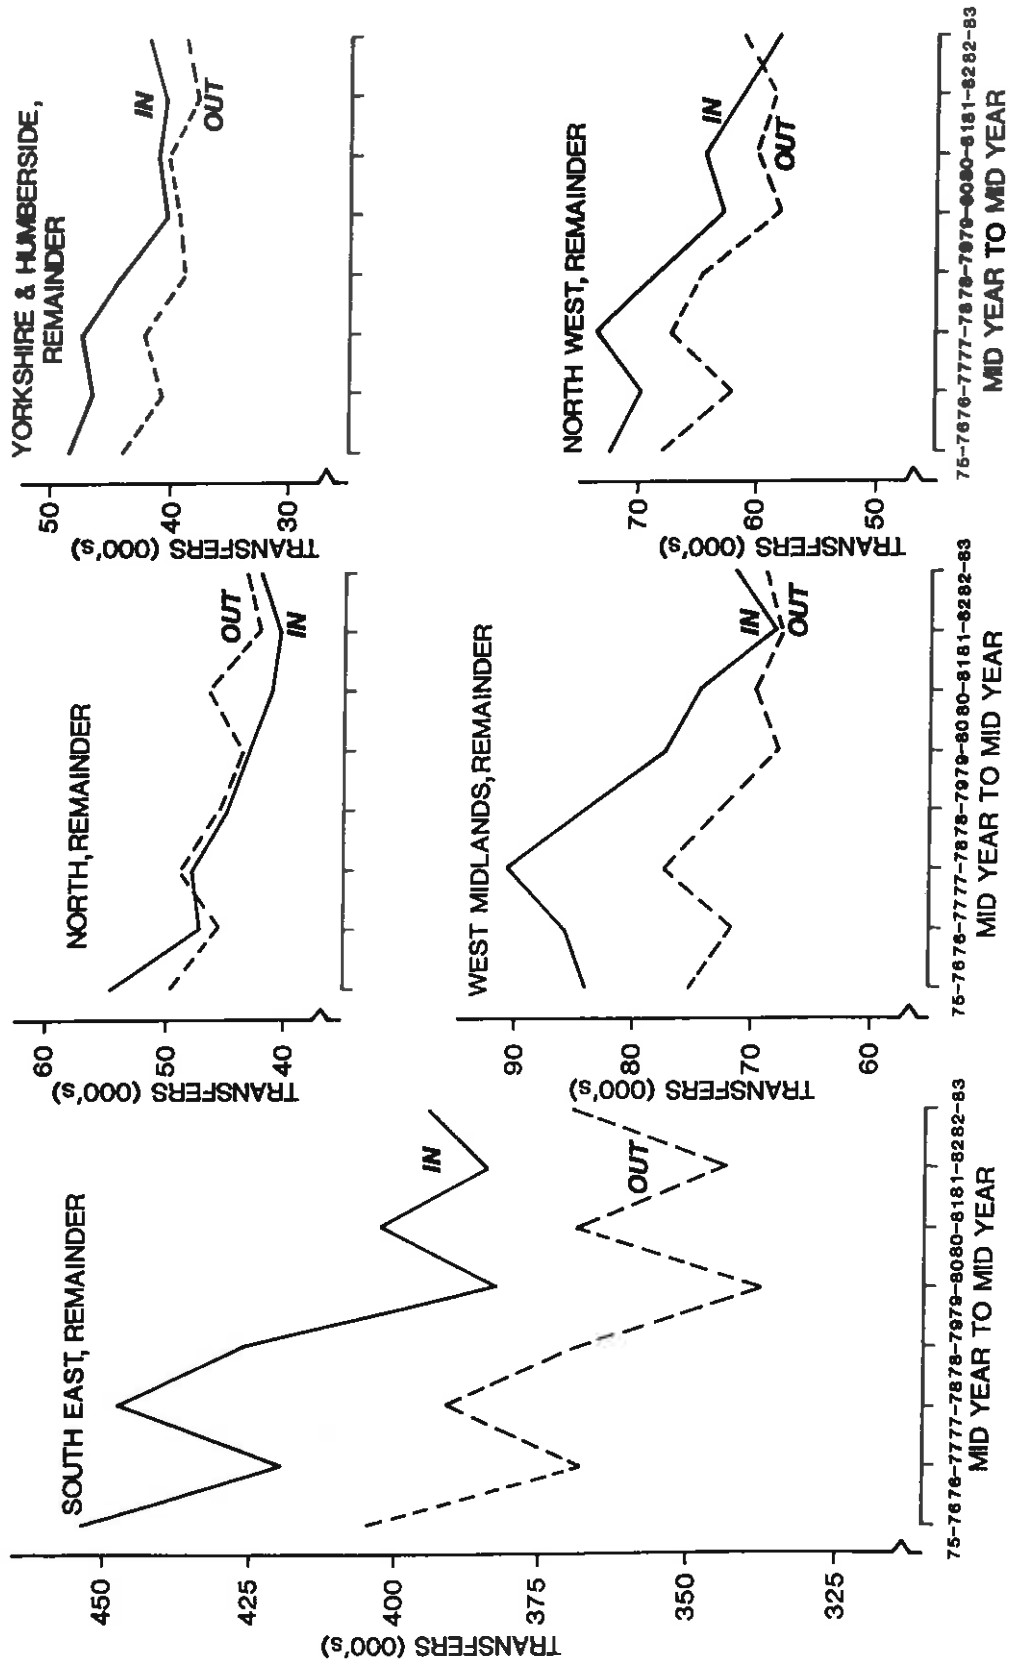 SOUTH EAST, REMAINDER
TRANSFERS (000's)
450
425
400
375
350
325
IN
OUT
75-7676-7777-7878-7979-8080-8181-8282-83
MID YEAR TO MID YEAR
NORTH, REMAINDER
TRANSFERS (000's)
60
50
40
OUT
IN
WEST MIDLANDS, REMAINDER
TRANSFERS (000's)
90
80
70
60
IN
OUT
75-7676-7777-7878-7979-8080-8181-8282-83
MID YEAR TO MID YEAR
YORKSHIRE & HUMBERSIDE,
REMAINDER
TRANSFERS (000's)
50
40
30
IN
OUT
NORTH WEST, REMAINDER
TRANSFERS (000's)
70
60
50
IN
OUT
75-7676-7777-7878-7979-8080-8181-8282-83
MID YEAR TO MID YEAR